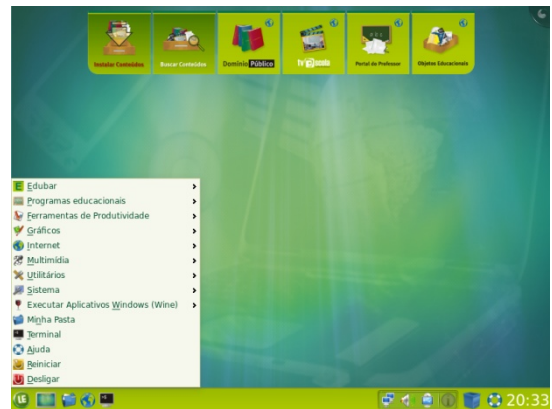 Instalar Conteúdos
Buscar Conteúdos
Domínio Público
tv escola
Portal do Professor
Objetos Educacionais
E Edubar
Programas educacionais
Ferramentas de Produtividade
Gráficos
Internet
Multimídia
Utilitários
Sistema
Executar Aplicativos Windows (Wine)
Minha Pasta
Terminal
Ajuda
Reiniciar
Desligar
LE
20:33